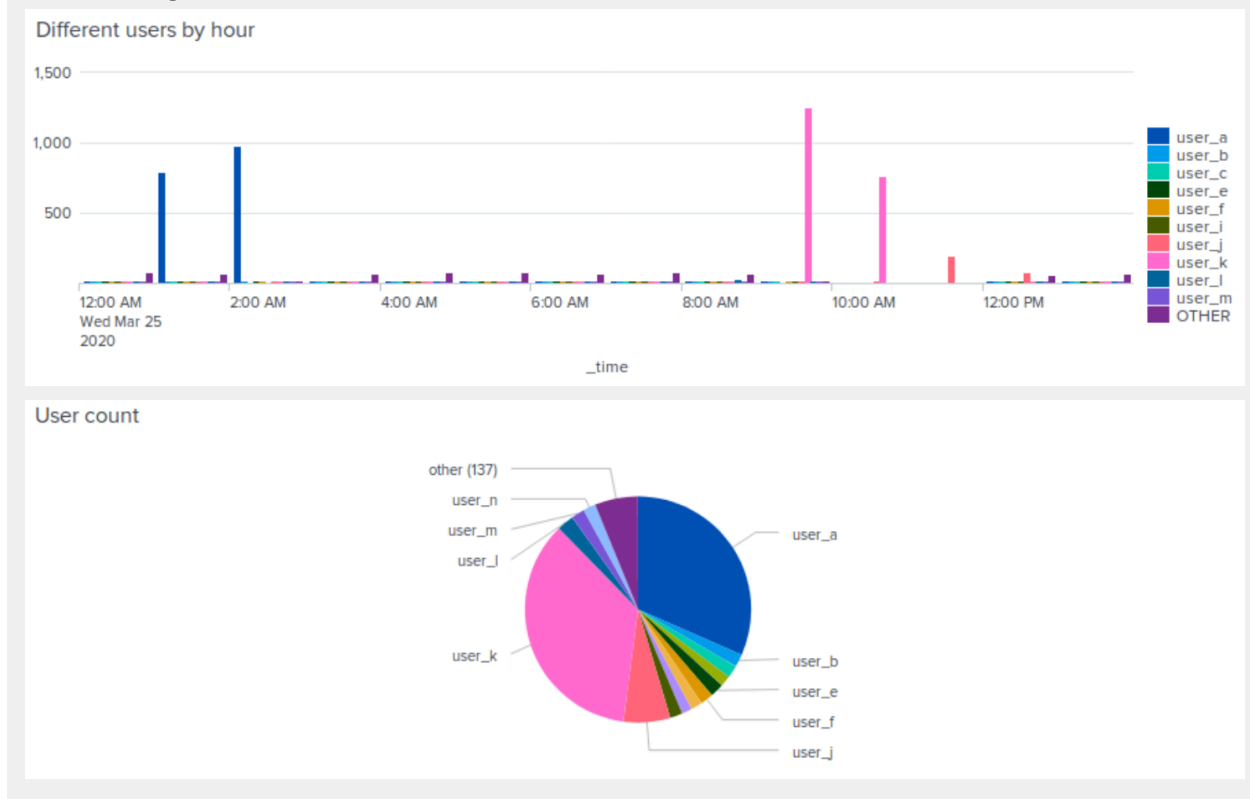 Different users by hour
1,500
1,000
500
12:00 AM
Wed Mar 25
2020
2:00 AM
4:00 AM
6:00 AM
8:00 AM
10:00 AM
12:00 PM
_time
user_a
user_b
user_c
user_e
user_f
user_i
user_j
user_k
user_l
user_m
OTHER
User count
other (137)
user_n
user_m
user_l
user_k
user_a
user_b
user_e
user_f
user_j